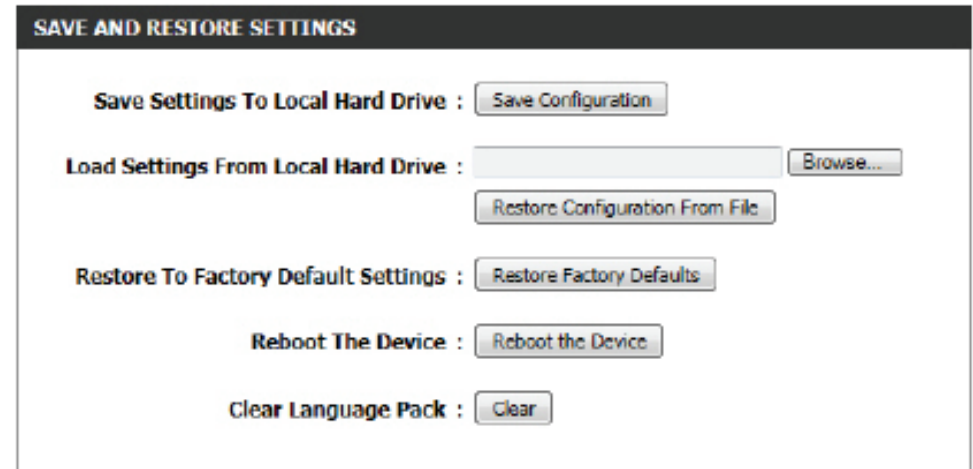 SAVE AND RESTORE SETTINGS
Save Settings To Local Hard Drive : Save Configuration
Load Settings From Local Hard Drive : Browse...
Restore Configuration From File
Restore To Factory Default Settings : Restore Factory Defaults
Reboot The Device : Reboot the Device
Clear Language Pack : Clear